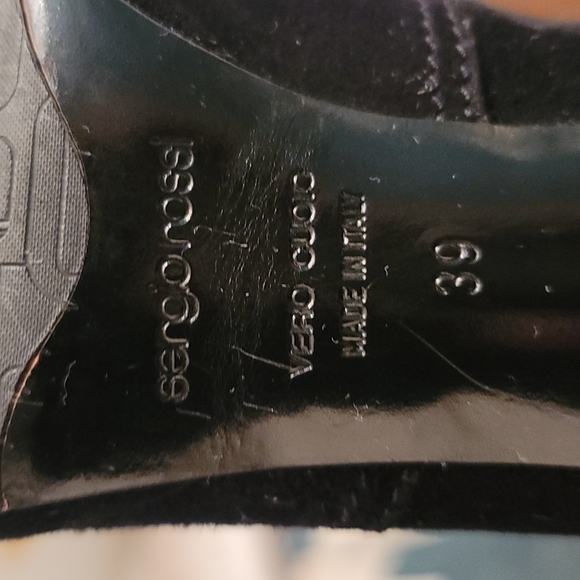 sergio rossi
VERO CUOIO
MADE IN ITALY
39